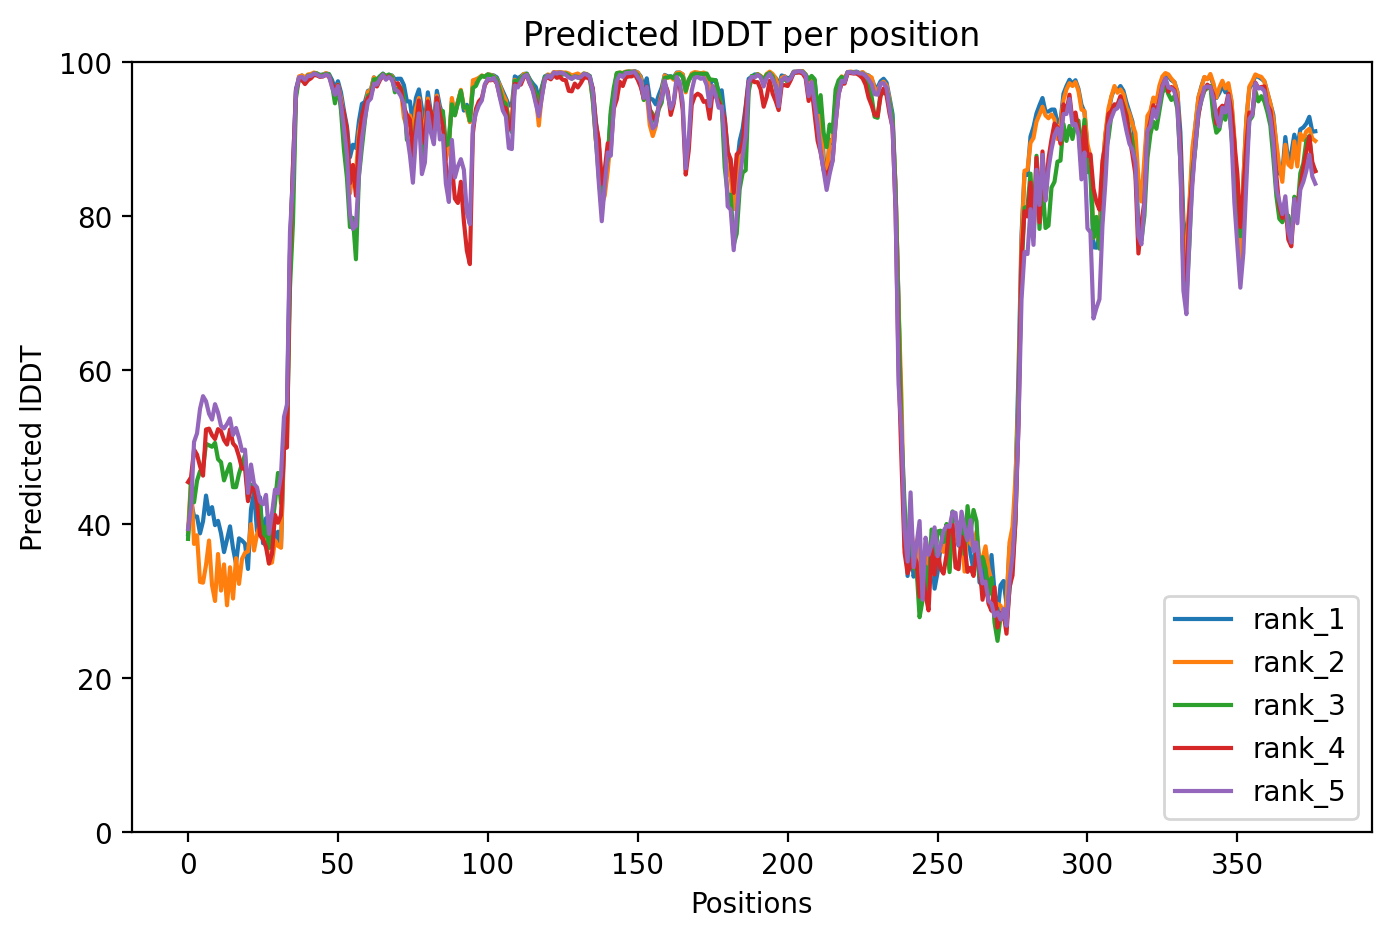 Predicted lDDT per position
100
80
60
40
20
0
Predicted lDDT
0 50 100 150 200 250 300 350
Positions
rank_1
rank_2
rank_3
rank_4
rank_5